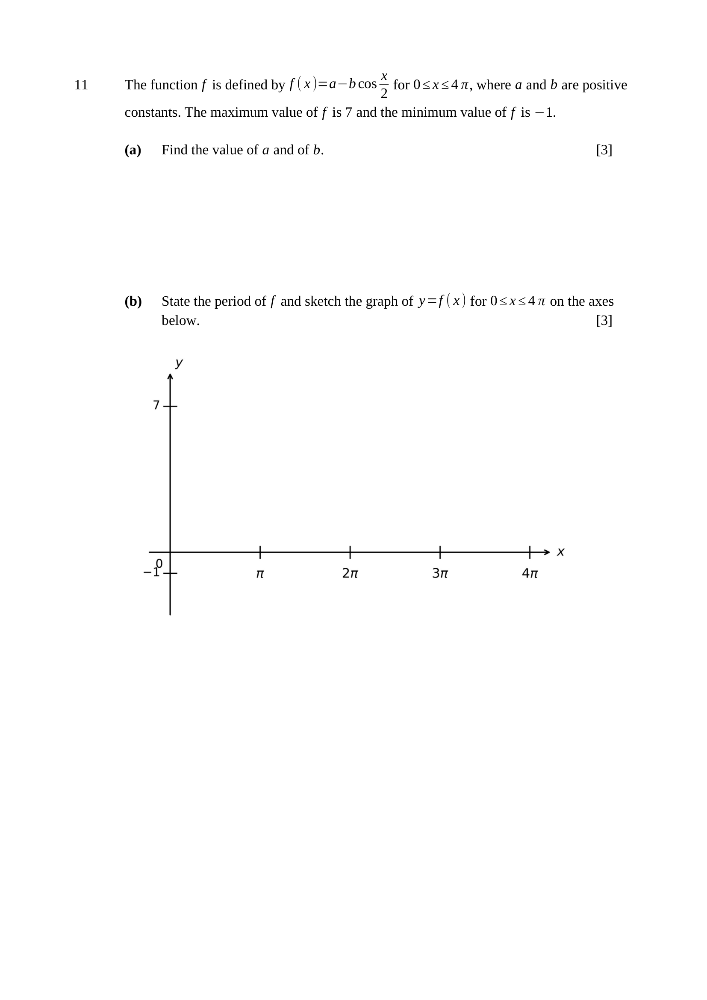 11 The function f is defined by f(x)=a−b cos x/2 for 0≤x≤4π, where a and b are positive
constants. The maximum value of f is 7 and the minimum value of f is −1.
(a) Find the value of a and of b. [3]
(b) State the period of f and sketch the graph of y=f(x) for 0≤x≤4π on the axes
below. [3]
y
7
x
0
−1
π 2π 3π 4π